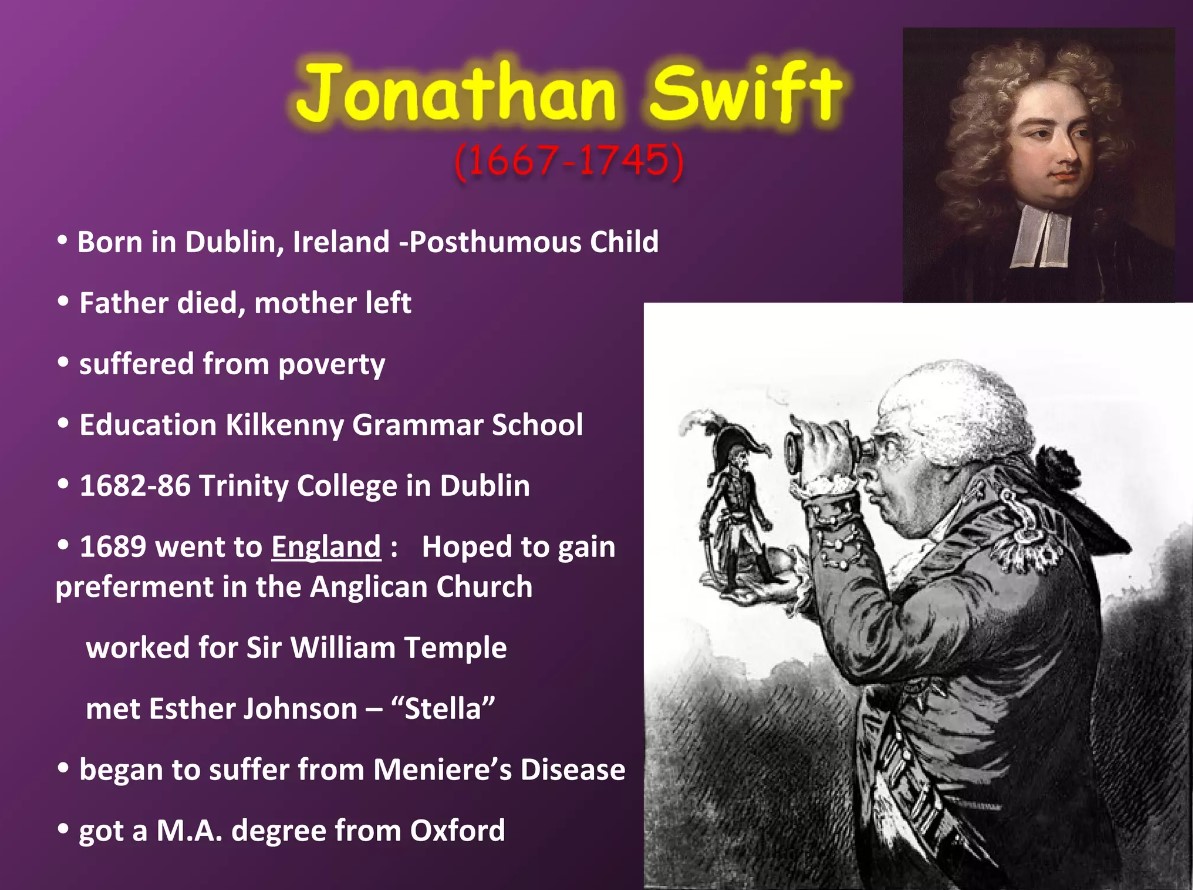 Jonathan Swift
(1667-1745)
• Born in Dublin, Ireland -Posthumous Child
• Father died, mother left
• suffered from poverty
• Education Kilkenny Grammar School
• 1682-86 Trinity College in Dublin
• 1689 went to England :   Hoped to gain
preferment in the Anglican Church
worked for Sir William Temple
met Esther Johnson – “Stella”
• began to suffer from Meniere’s Disease
• got a M.A. degree from Oxford